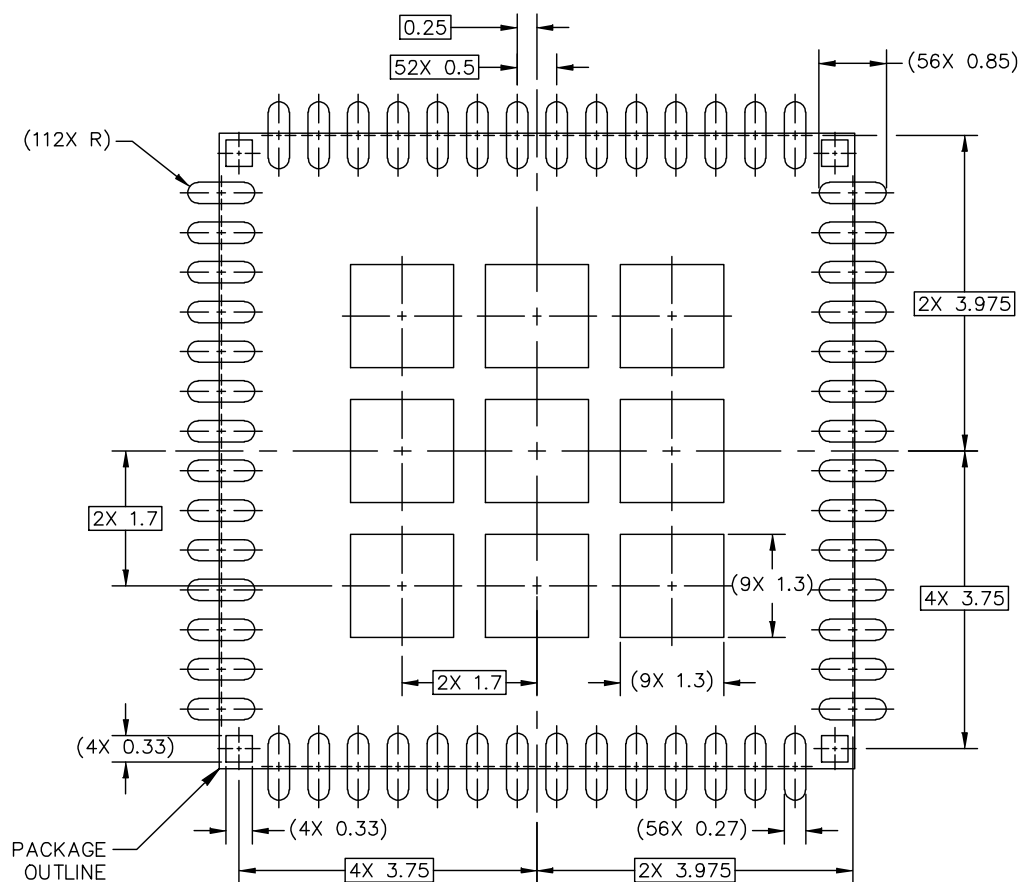 0.25
52X 0.5
(56X 0.85)
(112X R)
2X 3.975
2X 1.7
(9X 1.3)
4X 3.75
2X 1.7
(9X 1.3)
(4X 0.33)
(4X 0.33)
(56X 0.27)
PACKAGE
OUTLINE
4X 3.75
2X 3.975